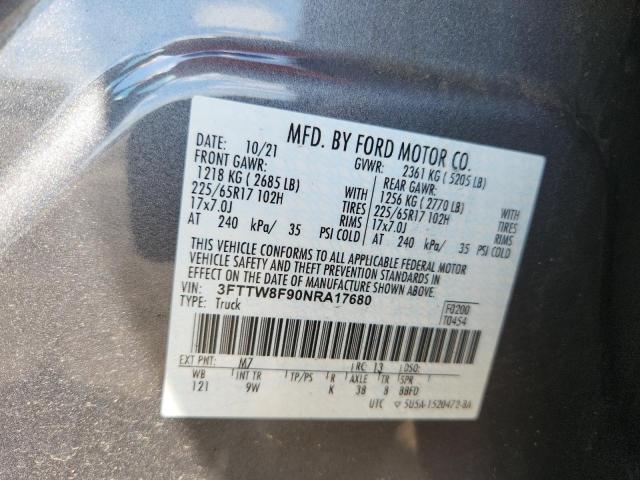 MFD. BY FORD MOTOR CO.
DATE: 10/21 GVWR: 2361 KG ( 5205 LB)
FRONT GAWR: REAR GAWR:
1218 KG ( 2685 LB) WITH 1256 KG ( 2770 LB) WITH
225/65R17 102H TIRES 225/65R17 102H TIRES
17x7.0J RIMS 17x7.0J RIMS
AT 240 kPa/ 35 PSI COLD AT 240 kPa/ 35 PSI COLD
THIS VEHICLE CONFORMS TO ALL APPLICABLE FEDERAL MOTOR
VEHICLE SAFETY AND THEFT PREVENTION STANDARDS IN
EFFECT ON THE DATE OF MANUFACTURE SHOWN ABOVE.
VIN: 3FTTW8F90NRA17680 F0200
TYPE: Truck T0454
EXT PNT: M7 RC: 13 DSO:
WB INT TR TP/PS R AXLE TR SPR
121 9W K 38 8 BBFD
UTC ▽ 5U5A-1520472-BA